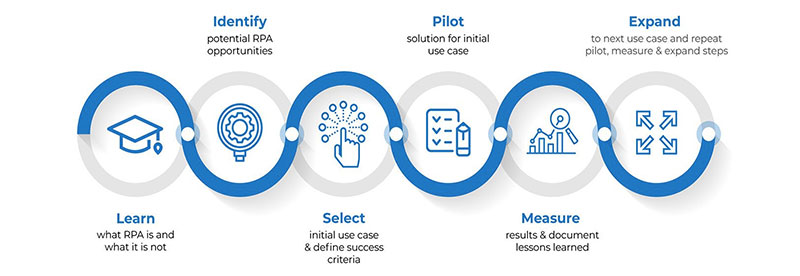 Identify
potential RPA
opportunities
Pilot
solution for initial
use case
Expand
to next use case and repeat
pilot, measure & expand steps
Learn
what RPA is and
what it is not
Select
initial use case
& define success
criteria
Measure
results & document
lessons learned